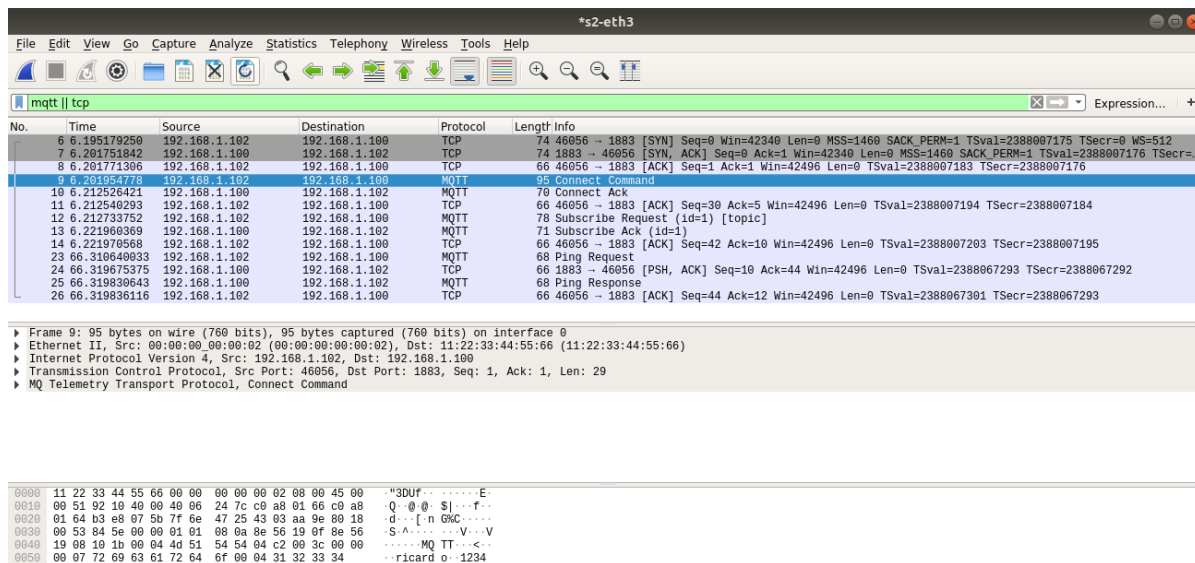 *s2-eth3
File Edit View Go Capture Analyze Statistics Telephony Wireless Tools Help
mqtt || tcp Expression... +
No. Time Source Destination Protocol Length Info
6 6.195179250 192.168.1.102 192.168.1.100 TCP 74 46056 → 1883 [SYN] Seq=0 Win=42340 Len=0 MSS=1460 SACK_PERM=1 TSval=2388007175 TSecr=0 WS=512
7 6.201751842 192.168.1.100 192.168.1.102 TCP 74 1883 → 46056 [SYN, ACK] Seq=0 Ack=1 Win=42340 Len=0 MSS=1460 SACK_PERM=1 TSval=2388007176 TSecr=…
8 6.201771306 192.168.1.102 192.168.1.100 TCP 66 46056 → 1883 [ACK] Seq=1 Ack=1 Win=42496 Len=0 TSval=2388007183 TSecr=2388007176
9 6.201954778 192.168.1.102 192.168.1.100 MQTT 95 Connect Command
10 6.212526421 192.168.1.100 192.168.1.102 MQTT 70 Connect Ack
11 6.212540293 192.168.1.102 192.168.1.100 TCP 66 46056 → 1883 [ACK] Seq=30 Ack=5 Win=42496 Len=0 TSval=2388007194 TSecr=2388007184
12 6.212733752 192.168.1.102 192.168.1.100 MQTT 78 Subscribe Request (id=1) [topic]
13 6.221960369 192.168.1.100 192.168.1.102 MQTT 71 Subscribe Ack (id=1)
14 6.221970568 192.168.1.102 192.168.1.100 TCP 66 46056 → 1883 [ACK] Seq=42 Ack=10 Win=42496 Len=0 TSval=2388007203 TSecr=2388007195
23 66.310640033 192.168.1.102 192.168.1.100 MQTT 68 Ping Request
24 66.319675375 192.168.1.100 192.168.1.102 TCP 66 1883 → 46056 [PSH, ACK] Seq=10 Ack=44 Win=42496 Len=0 TSval=2388067293 TSecr=2388067292
25 66.319830643 192.168.1.100 192.168.1.102 MQTT 68 Ping Response
26 66.319836116 192.168.1.102 192.168.1.100 TCP 66 46056 → 1883 [ACK] Seq=44 Ack=12 Win=42496 Len=0 TSval=2388067301 TSecr=2388067293
Frame 9: 95 bytes on wire (760 bits), 95 bytes captured (760 bits) on interface 0
Ethernet II, Src: 00:00:00_00:00:02 (00:00:00:00:00:02), Dst: 11:22:33:44:55:66 (11:22:33:44:55:66)
Internet Protocol Version 4, Src: 192.168.1.102, Dst: 192.168.1.100
Transmission Control Protocol, Src Port: 46056, Dst Port: 1883, Seq: 1, Ack: 1, Len: 29
MQ Telemetry Transport Protocol, Connect Command
0000 11 22 33 44 55 66 00 00 00 00 00 02 08 00 45 00 ·"3DUf·· ······E·
0010 00 51 92 10 40 00 40 06 24 7c c0 a8 01 66 c0 a8 ·Q··@·@· $|···f··
0020 01 64 b3 e8 07 5b 7f 6e 47 25 43 03 aa 9e 80 18 ·d···[·n G%C·····
0030 00 53 84 5e 00 00 01 01 08 0a 8e 56 19 0f 8e 56 ·S·^···· ···V···V
0040 19 08 10 1b 00 04 4d 51 54 54 04 c2 00 3c 00 00 ······MQ TT···<··
0050 00 07 72 69 63 61 72 64 6f 00 04 31 32 33 34 ··ricard o··1234